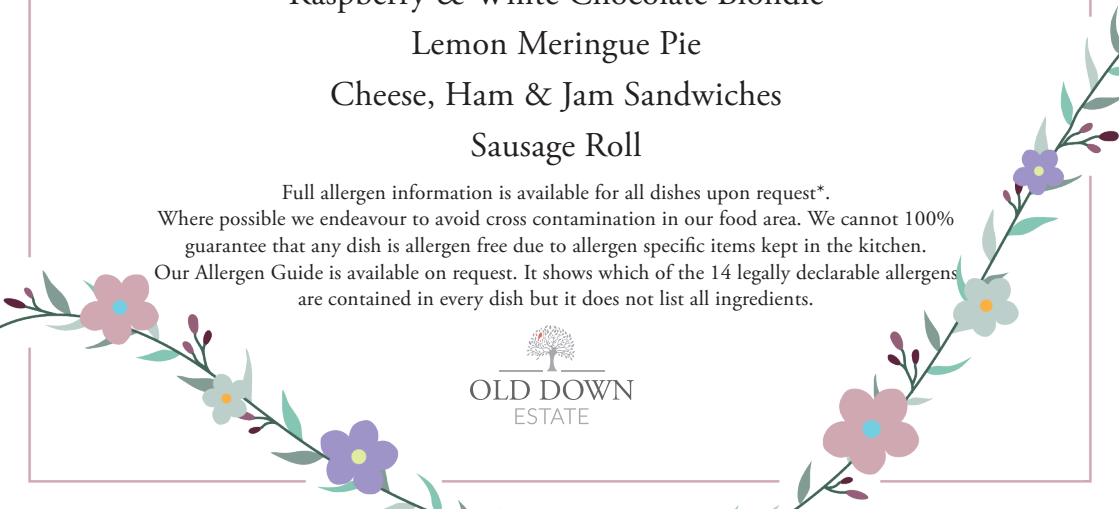 Raspberry & White Chocolate Blondie
Lemon Meringue Pie
Cheese, Ham & Jam Sandwiches
Sausage Roll
Full allergen information is available for all dishes upon request*.
Where possible we endeavour to avoid cross contamination in our food area. We cannot 100%
guarantee that any dish is allergen free due to allergen specific items kept in the kitchen.
Our Allergen Guide is available on request. It shows which of the 14 legally declarable allergens
are contained in every dish but it does not list all ingredients.
OLD DOWN
ESTATE